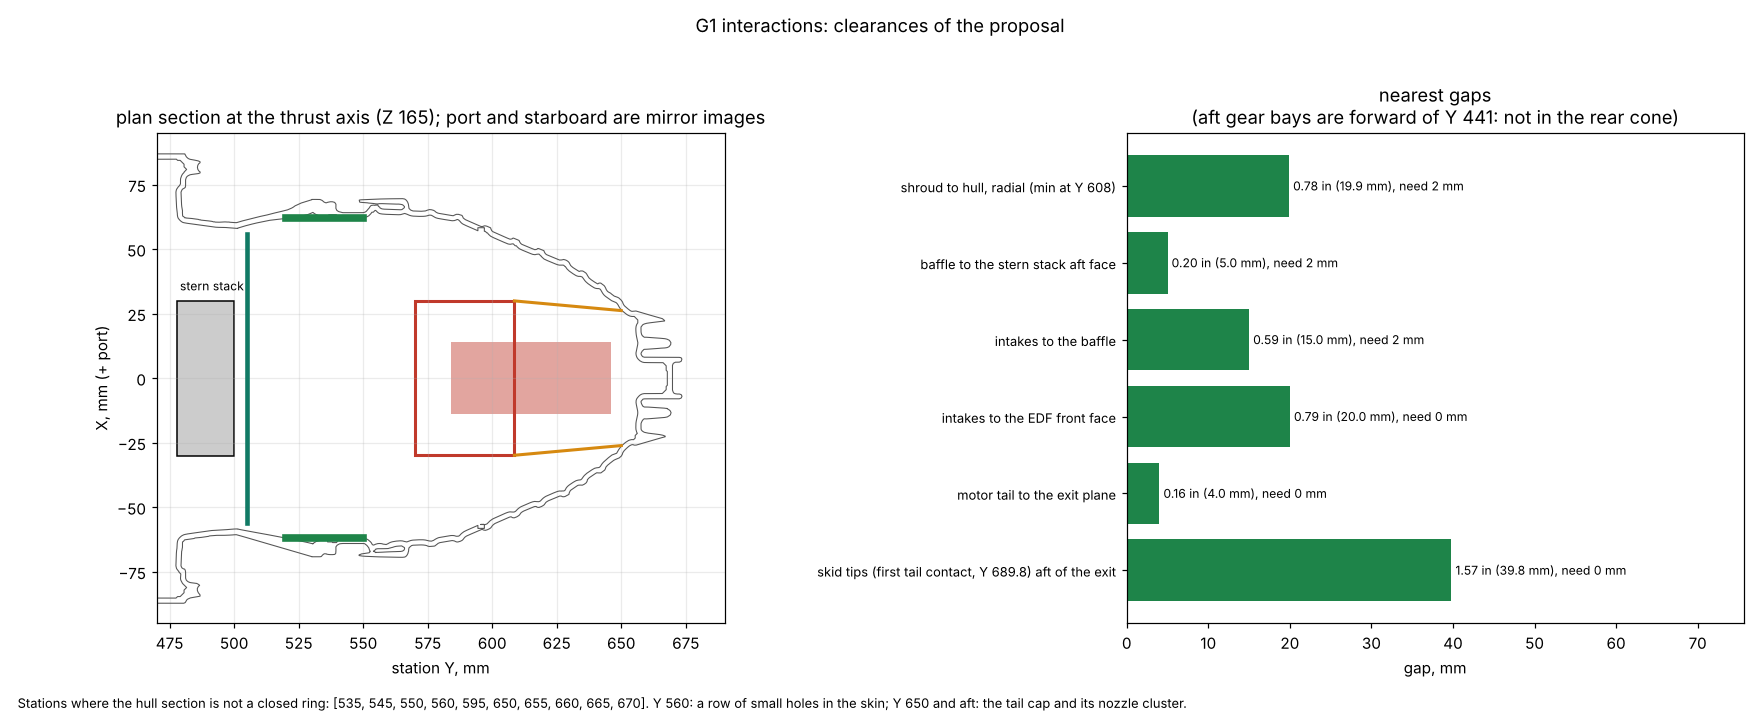 G1 interactions: clearances of the proposal
plan section at the thrust axis (Z 165); port and starboard are mirror images
X, mm (+ port)
75
50
25
0
−25
−50
−75
stern stack
475
500
525
550
575
600
625
650
675
station Y, mm
nearest gaps
(aft gear bays are forward of Y 441: not in the rear cone)
shroud to hull, radial (min at Y 608)
0.78 in (19.9 mm), need 2 mm
baffle to the stern stack aft face
0.20 in (5.0 mm), need 2 mm
intakes to the baffle
0.59 in (15.0 mm), need 2 mm
intakes to the EDF front face
0.79 in (20.0 mm), need 0 mm
motor tail to the exit plane
0.16 in (4.0 mm), need 0 mm
skid tips (first tail contact, Y 689.8) aft of the exit
1.57 in (39.8 mm), need 0 mm
0
10
20
30
40
50
60
70
gap, mm
Stations where the hull section is not a closed ring: [535, 545, 550, 560, 595, 650, 655, 660, 665, 670]. Y 560: a row of small holes in the skin; Y 650 and aft: the tail cap and its nozzle cluster.